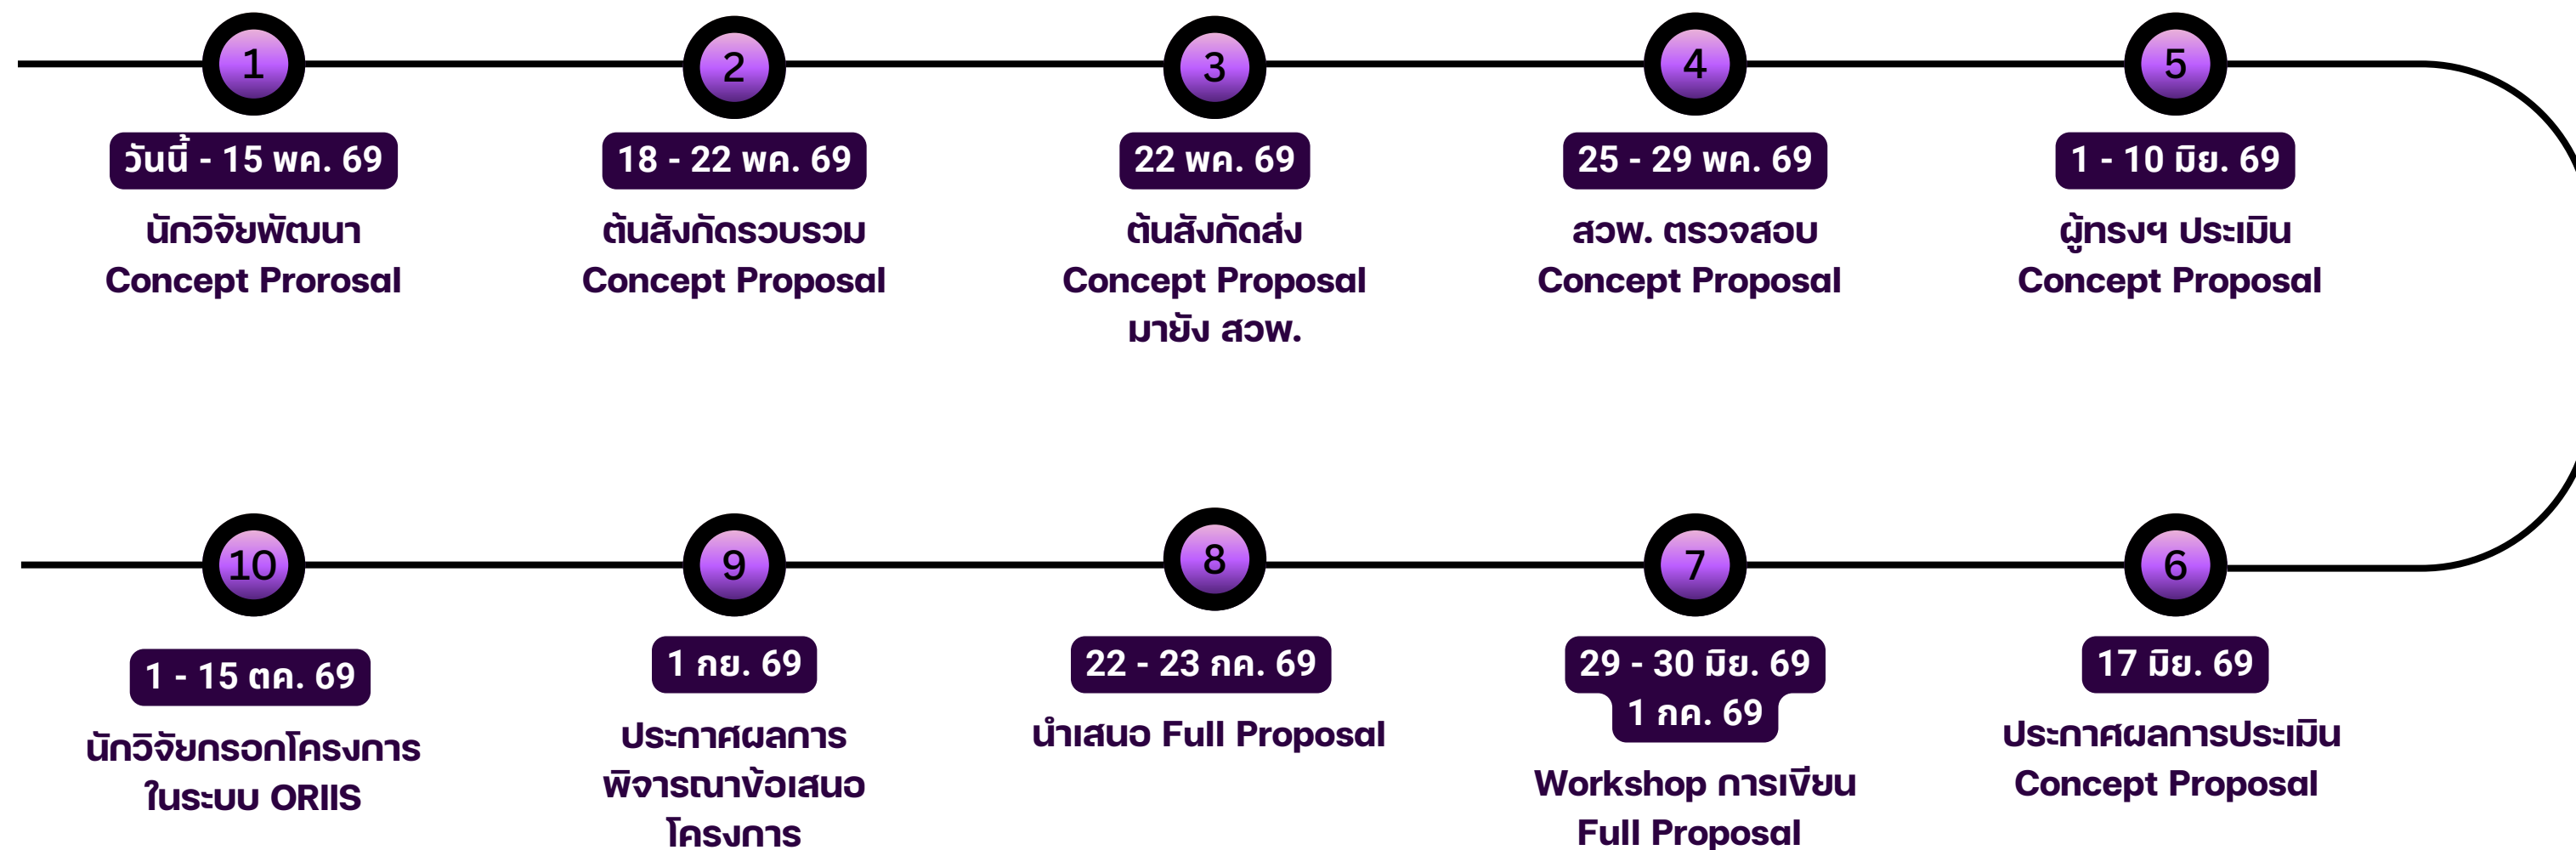 1
วันนี้ - 15 พค. 69
นักวิจัยพัฒนา
Concept Prorosal
2
18 - 22 พค. 69
ต้นสังกัดรวบรวม
Concept Proposal
3
22 พค. 69
ต้นสังกัดส่ง
Concept Proposal
มายัง สวพ.
4
25 - 29 พค. 69
สวพ. ตรวจสอบ
Concept Proposal
5
1 - 10 มิย. 69
ผู้ทรงฯ ประเมิน
Concept Proposal
6
17 มิย. 69
ประกาศผลการประเมิน
Concept Proposal
7
29 - 30 มิย. 69
1 กค. 69
Workshop การเขียน
Full Proposal
8
22 - 23 กค. 69
นำเสนอ Full Proposal
9
1 กย. 69
ประกาศผลการ
พิจารณาข้อเสนอ
โครงการ
10
1 - 15 ตค. 69
นักวิจัยกรอกโครงการ
ในระบบ ORIIS